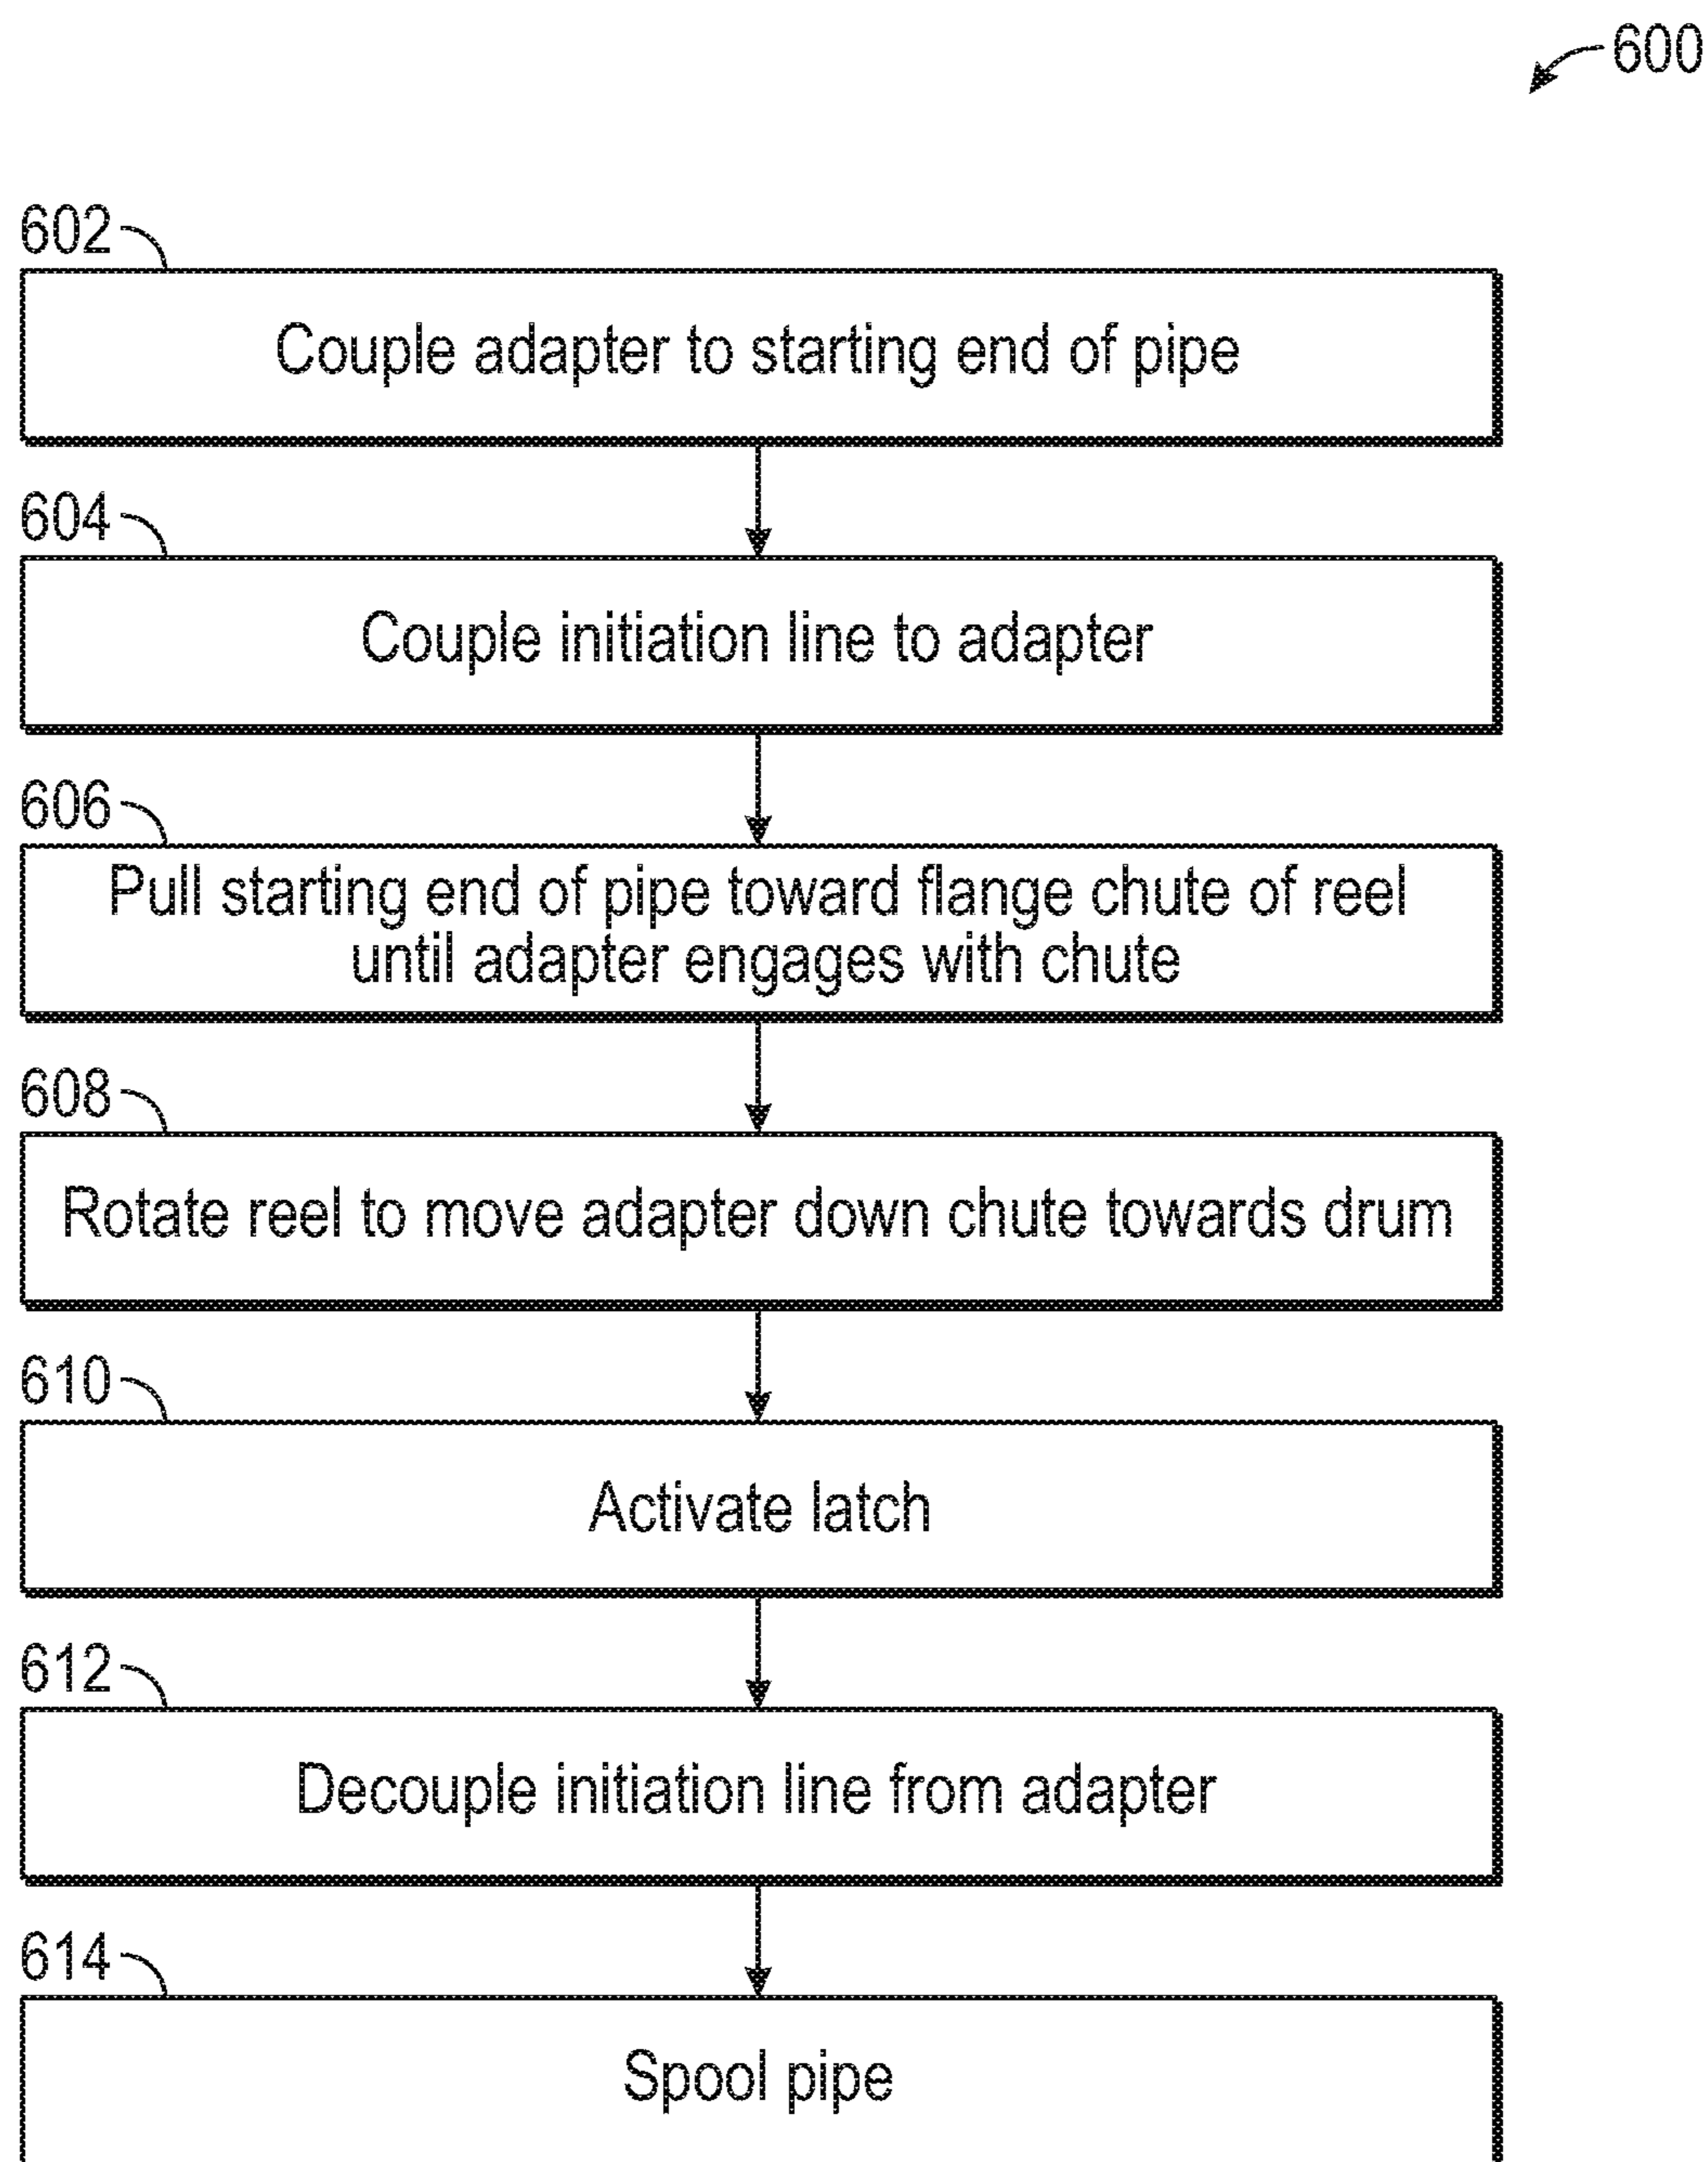 600
602
Couple adapter to starting end of pipe
604
Couple initiation line to adapter
606
Pull starting end of pipe toward flange chute of reel
until adapter engages with chute
608
Rotate reel to move adapter down chute towards drum
610
Activate latch
612
Decouple initiation line from adapter
614
Spool pipe